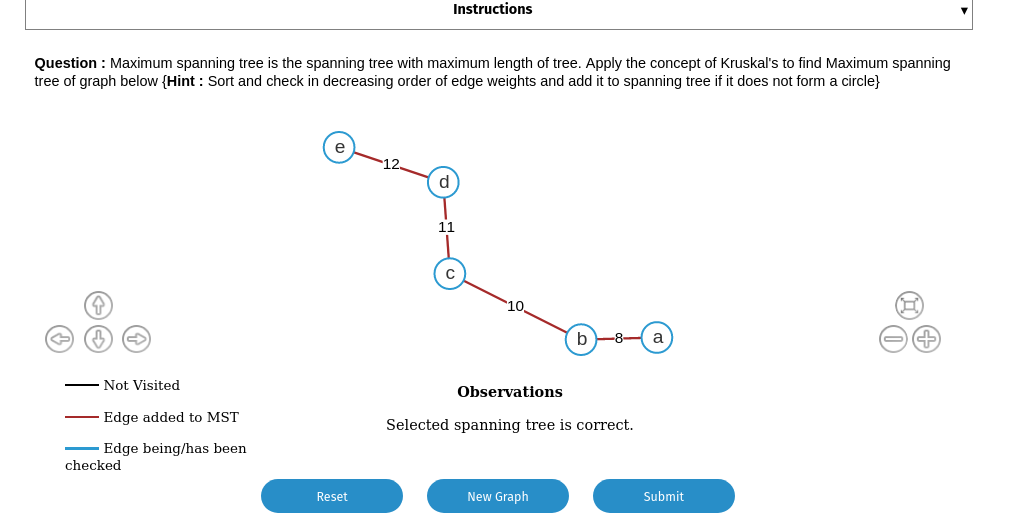 Instructions
▼
Question : Maximum spanning tree is the spanning tree with maximum length of tree. Apply the concept of Kruskal's to find Maximum spanning
tree of graph below {Hint : Sort and check in decreasing order of edge weights and add it to spanning tree if it does not form a circle}
e
12
d
11
c
10
b
8
a
Not Visited
Edge added to MST
Edge being/has been
checked
Observations
Selected spanning tree is correct.
Reset
New Graph
Submit